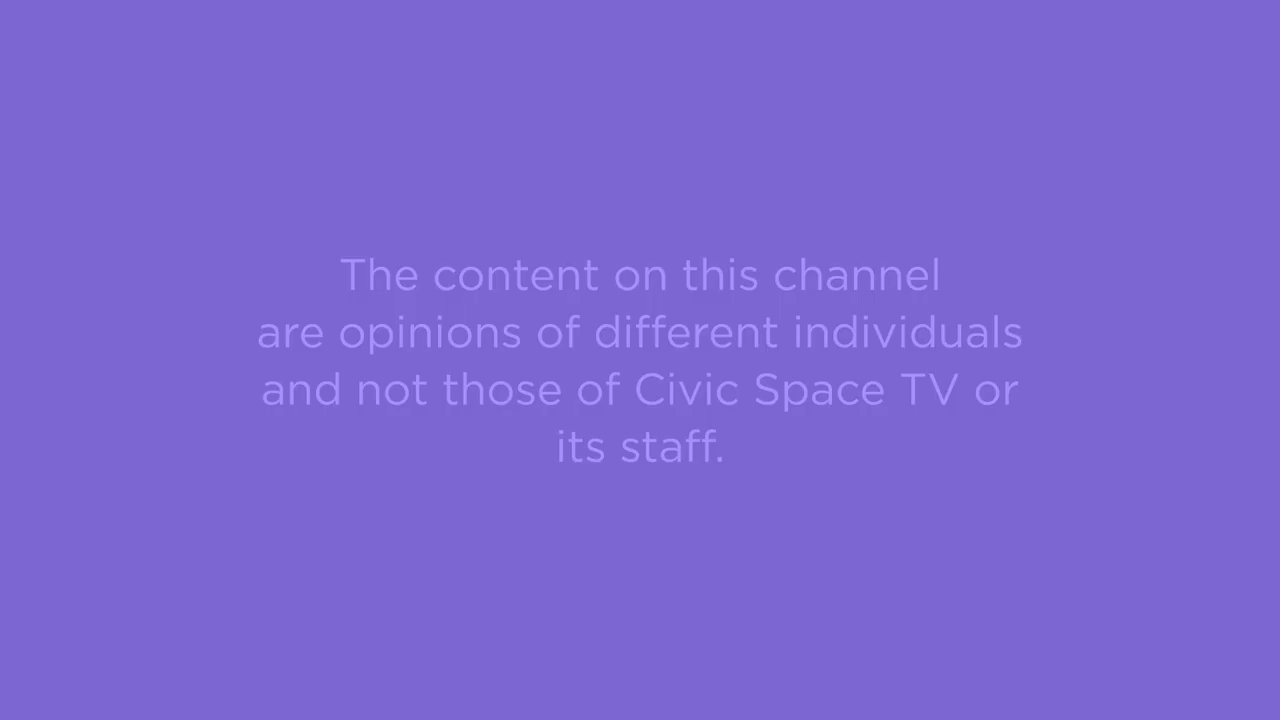 The content on this channel
are opinions of different individuals
and not those of Civic Space TV or
its staff.